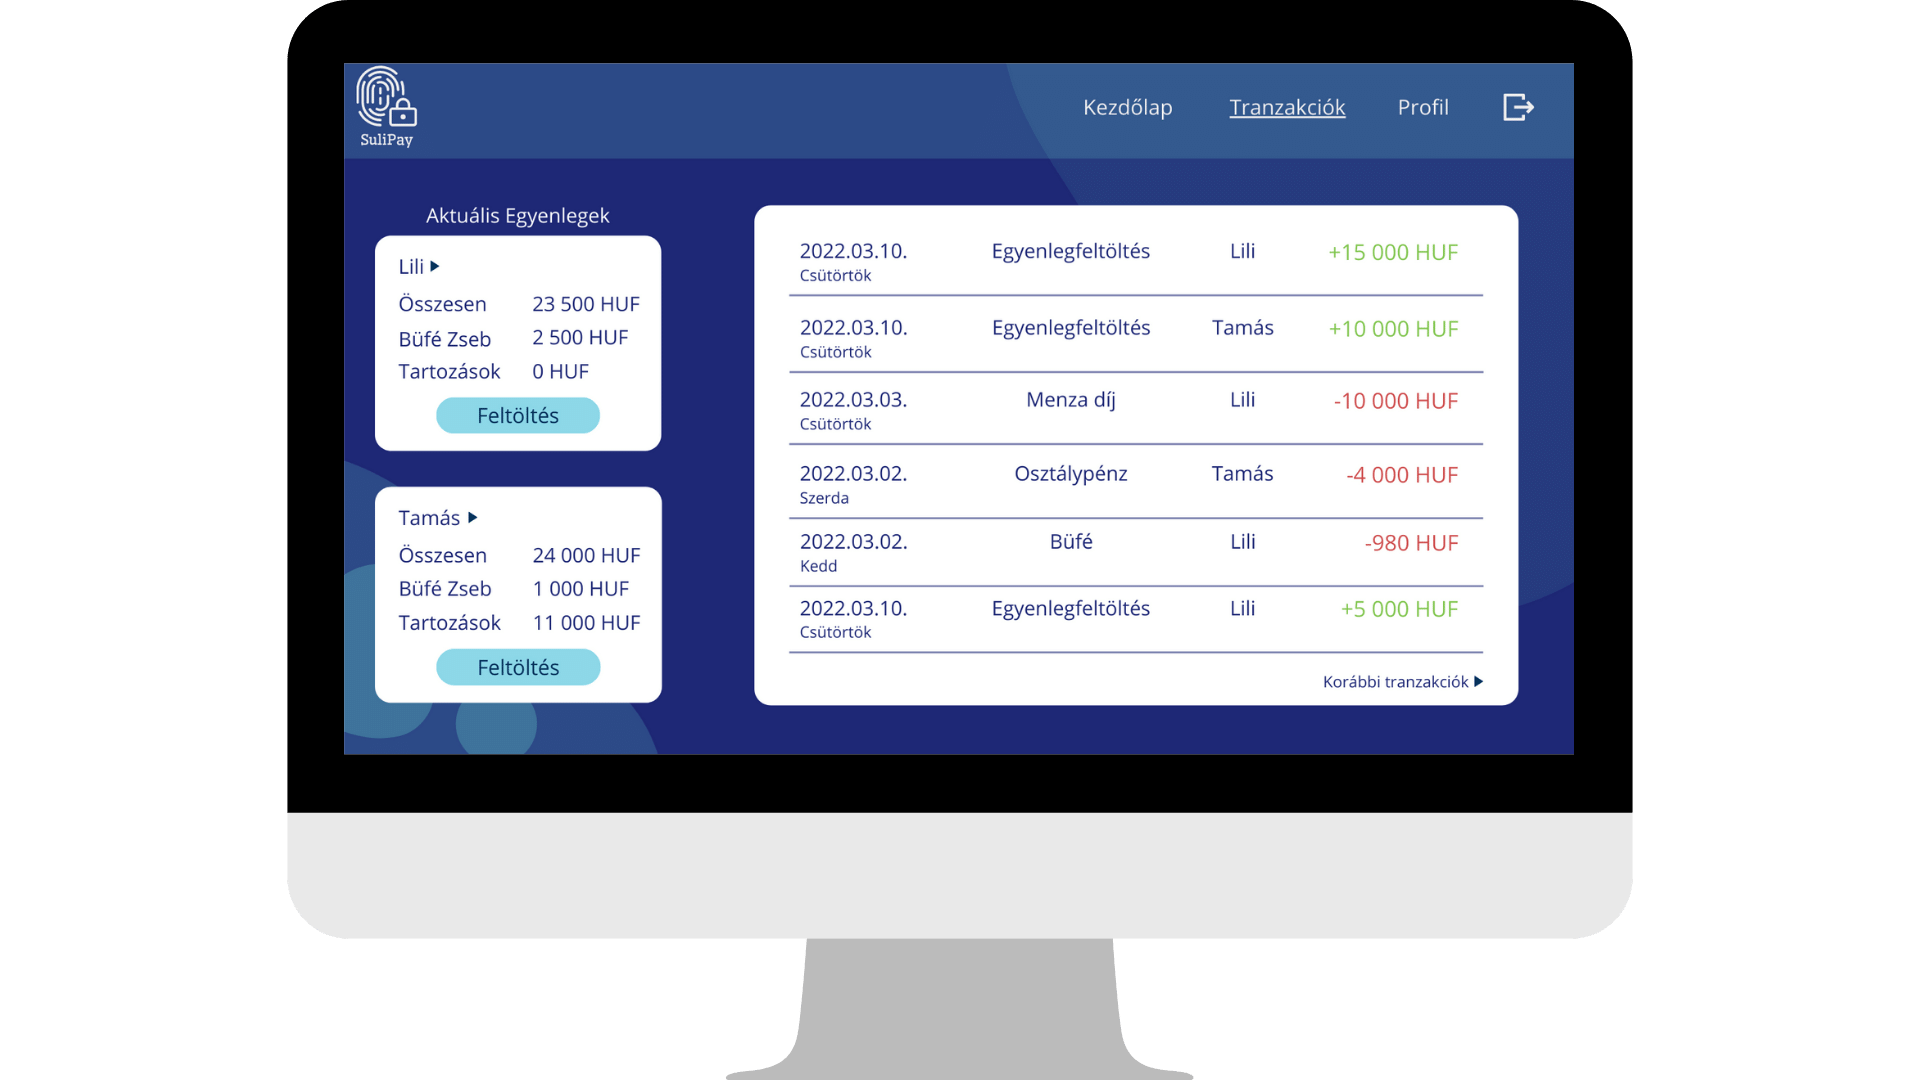 SuliPay
Kezdőlap Tranzakciók Profil
Aktuális Egyenlegek
Lili
Összesen 23 500 HUF
Büfé Zseb 2 500 HUF
Tartozások 0 HUF
Feltöltés
Tamás
Összesen 24 000 HUF
Büfé Zseb 1 000 HUF
Tartozások 11 000 HUF
Feltöltés
2022.03.10. Egyenlegfeltöltés Lili +15 000 HUF
Csütörtök
2022.03.10. Egyenlegfeltöltés Tamás +10 000 HUF
Csütörtök
2022.03.03. Menza díj Lili -10 000 HUF
Csütörtök
2022.03.02. Osztálypénz Tamás -4 000 HUF
Szerda
2022.03.02. Büfé Lili -980 HUF
Kedd
2022.03.10. Egyenlegfeltöltés Lili +5 000 HUF
Csütörtök
Korábbi tranzakciók